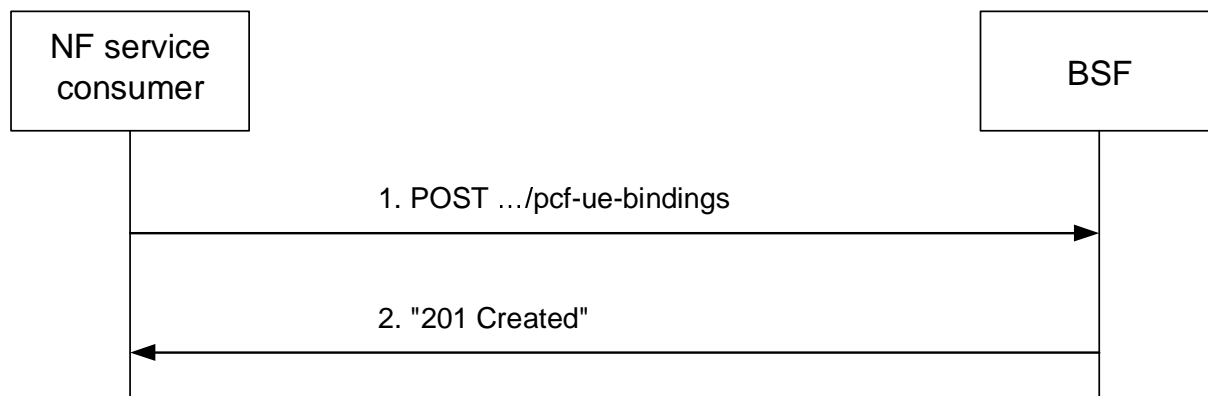 NF service
consumer
BSF
1. POST …/pcf-ue-bindings
2. "201 Created"